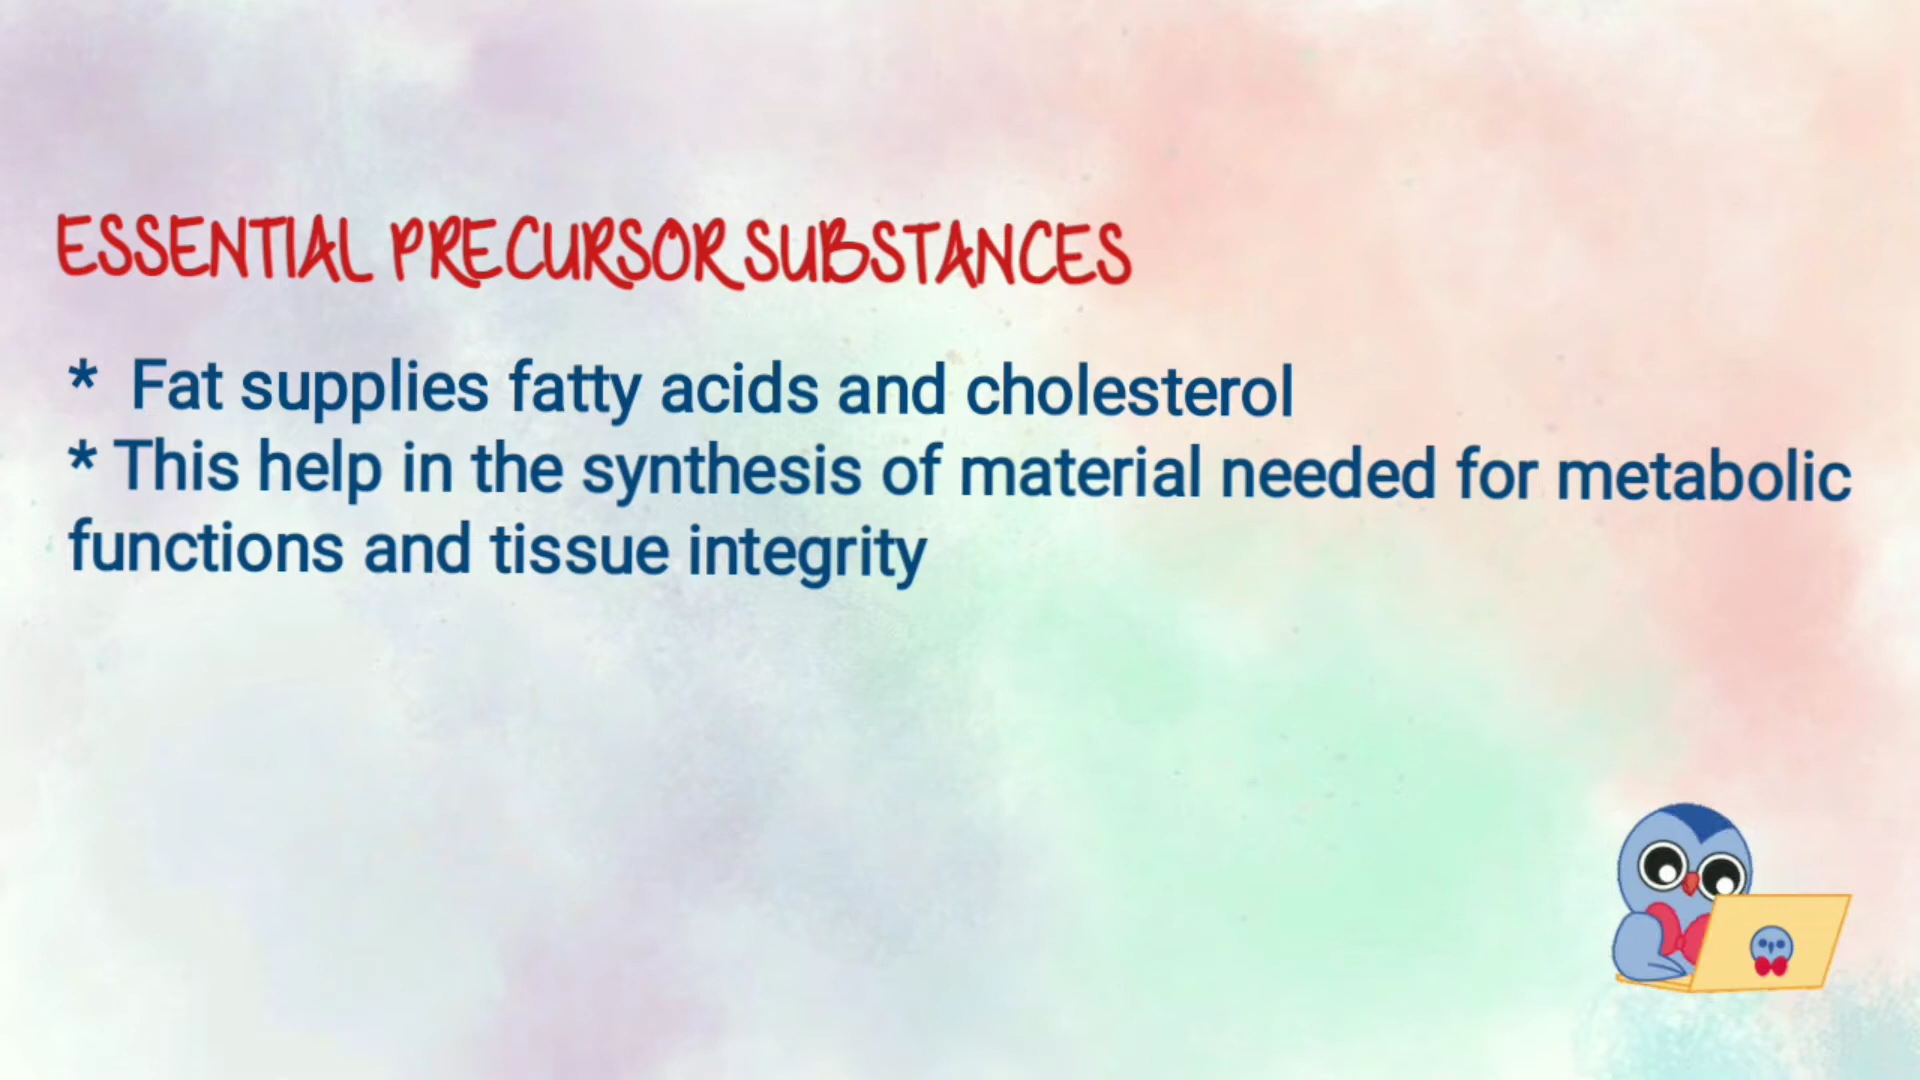 ESSENTIAL PRECURSOR SUBSTANCES
* Fat supplies fatty acids and cholesterol
* This help in the synthesis of material needed for metabolic
functions and tissue integrity